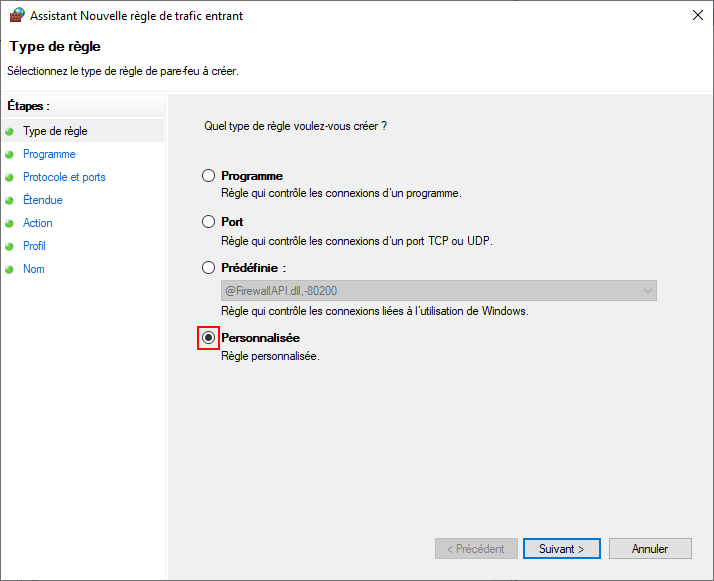 Assistant Nouvelle règle de trafic entrant
Type de règle
Sélectionnez le type de règle de pare-feu à créer.
Étapes :
Type de règle
Programme
Protocole et ports
Étendue
Action
Profil
Nom
Quel type de règle voulez-vous créer ?
Programme
Règle qui contrôle les connexions d'un programme.
Port
Règle qui contrôle les connexions d'un port TCP ou UDP.
Prédéfinie :
@FirewallAPI.dll,-80200
Règle qui contrôle les connexions liées à l'utilisation de Windows.
Personnalisée
Règle personnalisée.
< Précédent
Suivant >
Annuler